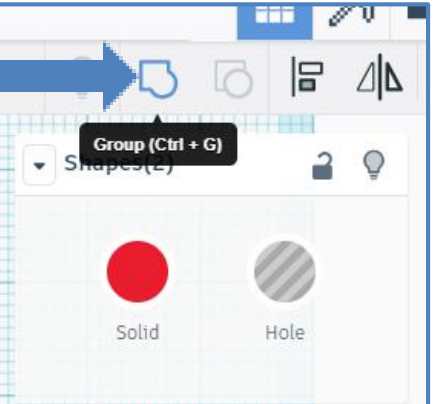 Group (Ctrl + G)
Shapes(2)
Solid
Hole